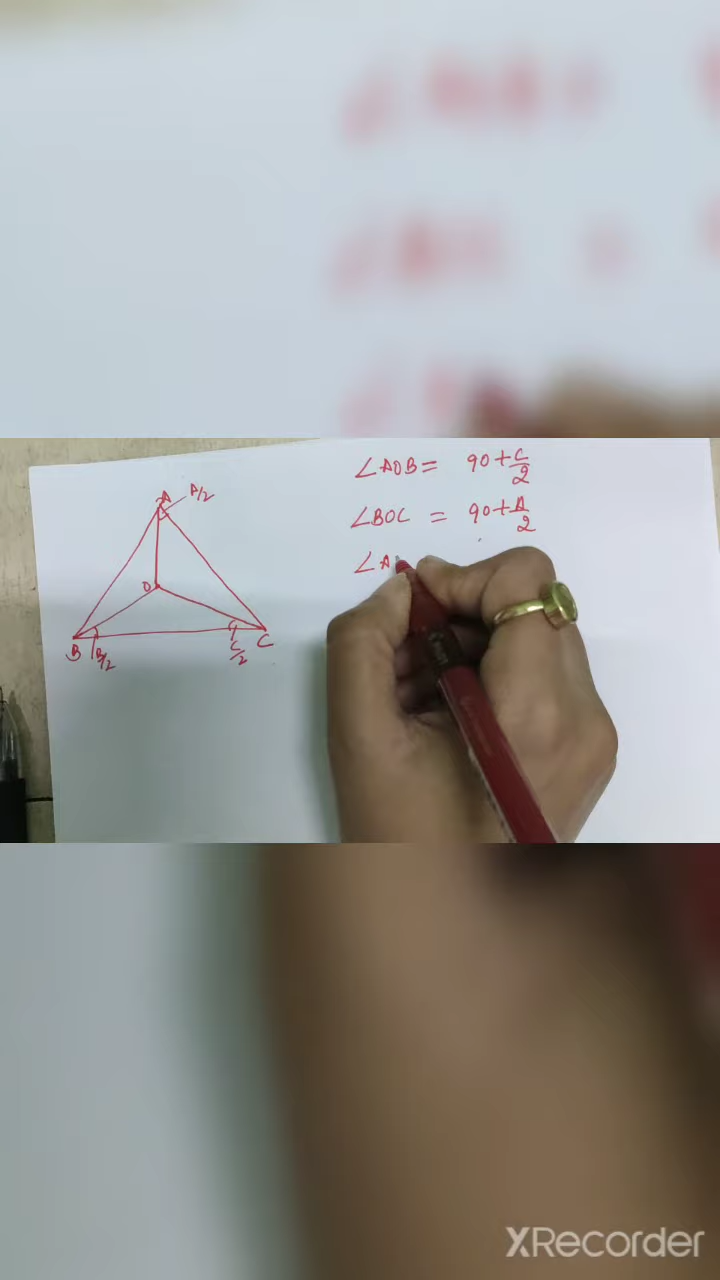 ∠AOB = 90 + C/2
∠BOC = 90 + A/2
∠A
A
A/2
O
B
B/2
C/2
C
XRecorder